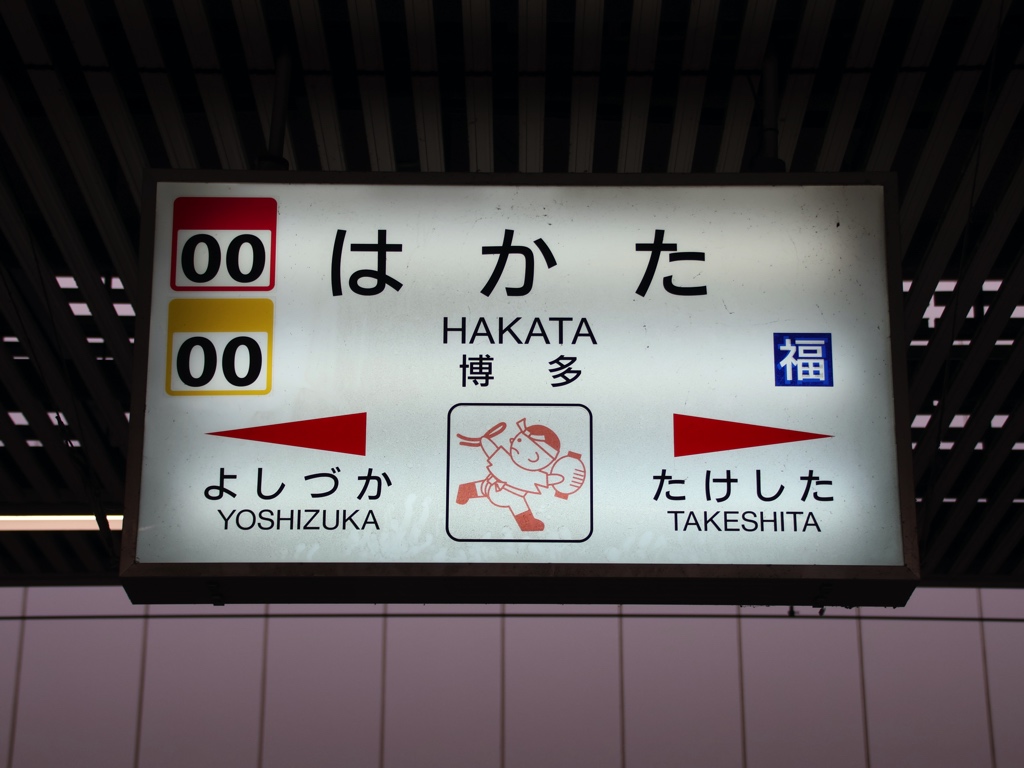 00
は か た
00
HAKATA
博 多
福
よしづか
たけした
YOSHIZUKA
TAKESHITA